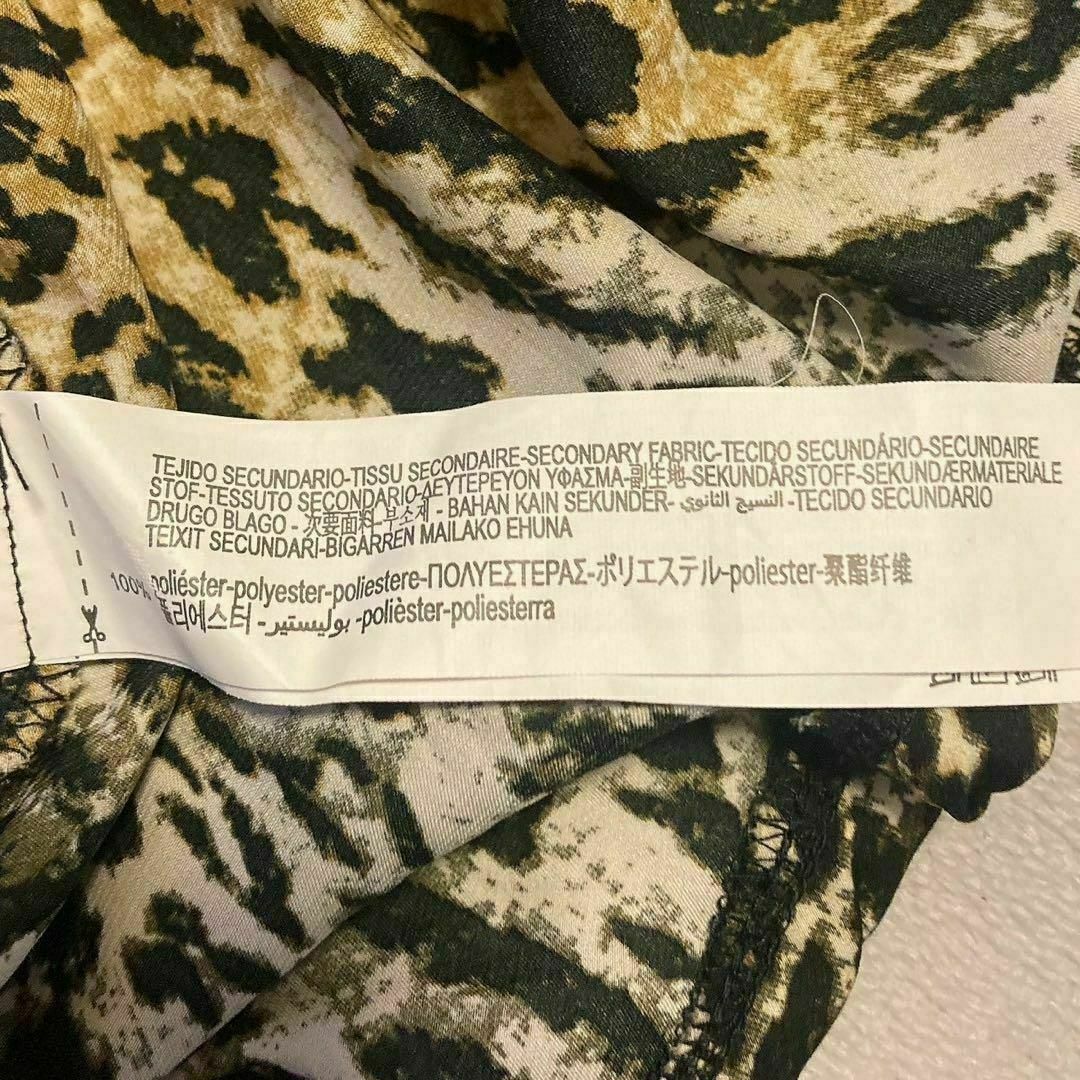 TEJIDO SECUNDARIO-TISSU SECONDAIRE-SECONDARY FABRIC-TECIDO SECUNDÁRIO-SECUNDAIRE
STOF-TESSUTO SECONDARIO-ΔΕΥΤΕΡΕΥΟΝ ΥΦΑΣΜΑ-副生地-SEKUNDÄRSTOFF-SEKUNDÆRMATERIALE
DRUGO BLAGO - 次要面料-부소재 - BAHAN KAIN SEKUNDER- النسيج الثانوي -TECIDO SECUNDARIO
TEIXIT SECUNDARI-BIGARREN MAILAKO EHUNA
100% poliéster-polyester-poliestere-ΠΟΛΥΕΣΤΕΡΑΣ-ポリエステル-poliester-聚酯纤维
폴리에스터 - بوليستير -polièster-poliesterra